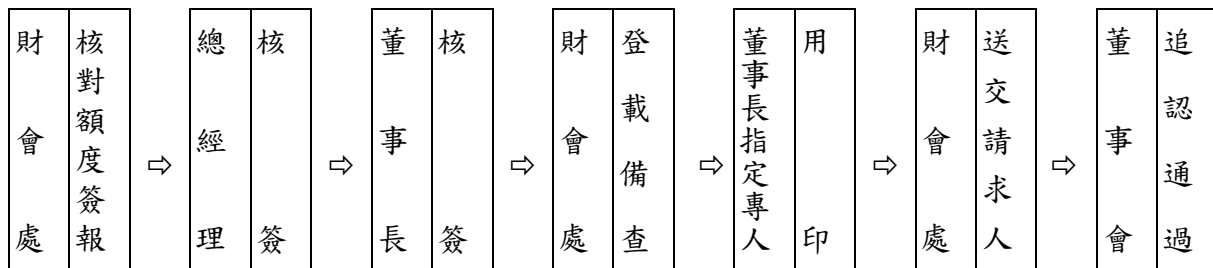 財會處
核對額度簽報
⇨
總經理
核簽
⇨
董事長
核簽
⇨
財會處
登載備查
⇨
董事長指定專人
用印
⇨
財會處
送交請求人
⇨
董事會
追認通過